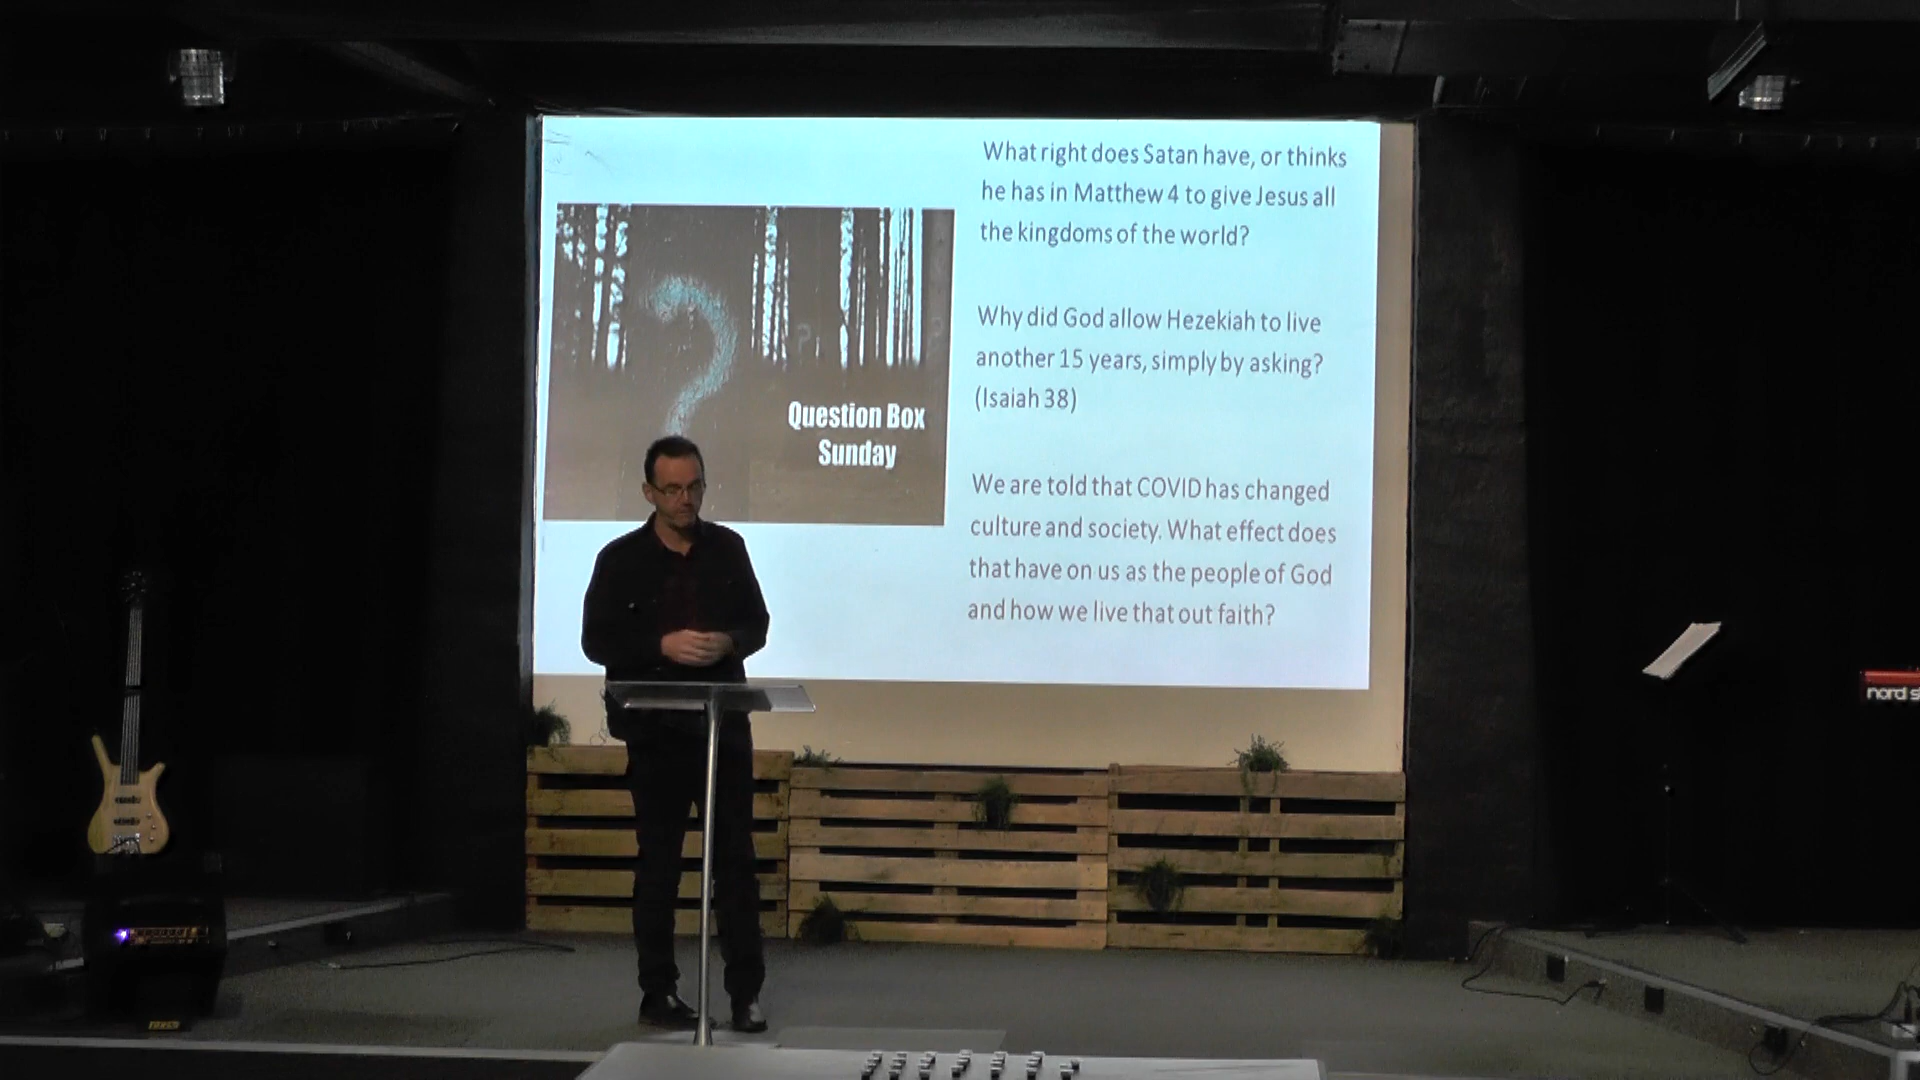 What right does Satan have, or thinks
he has in Matthew 4 to give Jesus all
the kingdoms of the world?
Why did God allow Hezekiah to live
another 15 years, simply by asking?
(Isaiah 38)
We are told that COVID has changed
culture and society. What effect does
that have on us as the people of God
and how we live that out faith?
Question Box
Sunday
nord s